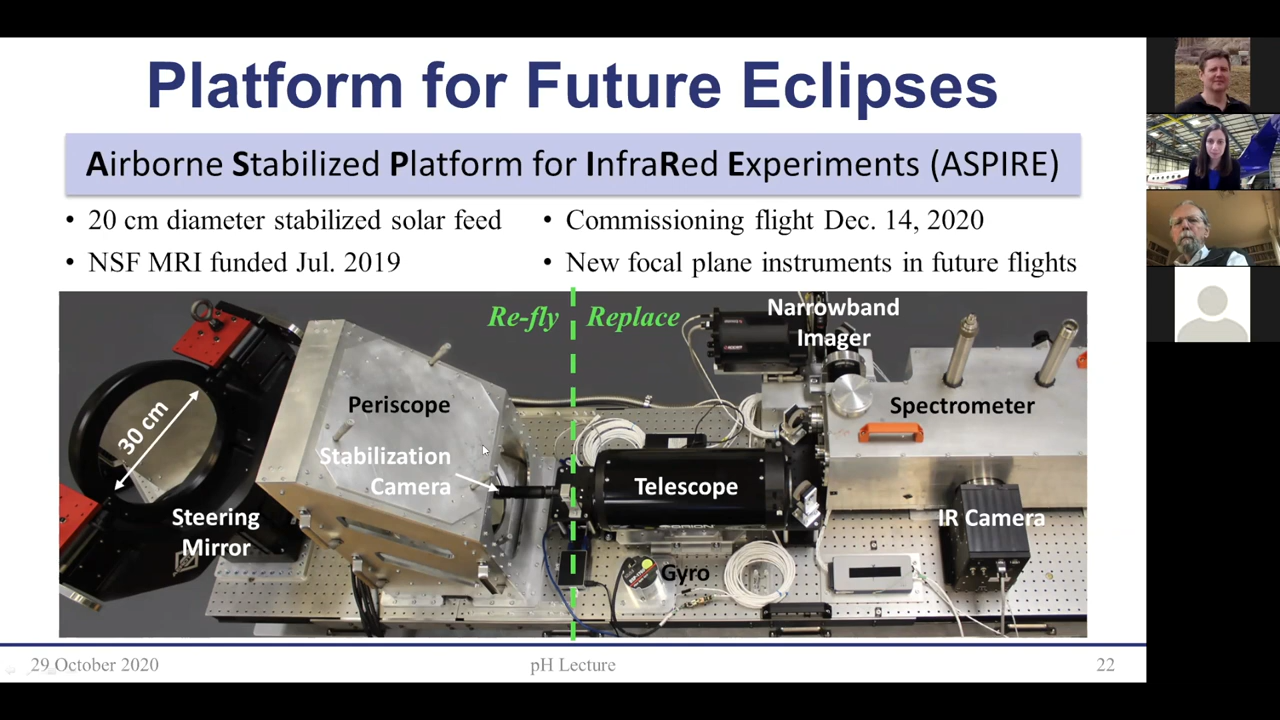 Platform for Future Eclipses
Airborne Stabilized Platform for InfraRed Experiments (ASPIRE)
• 20 cm diameter stabilized solar feed
• NSF MRI funded Jul. 2019
• Commissioning flight Dec. 14, 2020
• New focal plane instruments in future flights
Re-fly
Replace
Narrowband
Imager
30 cm
Periscope
Spectrometer
Stabilization
Camera
Telescope
Steering
Mirror
IR Camera
ORION
Gyro
29 October 2020
pH Lecture
22